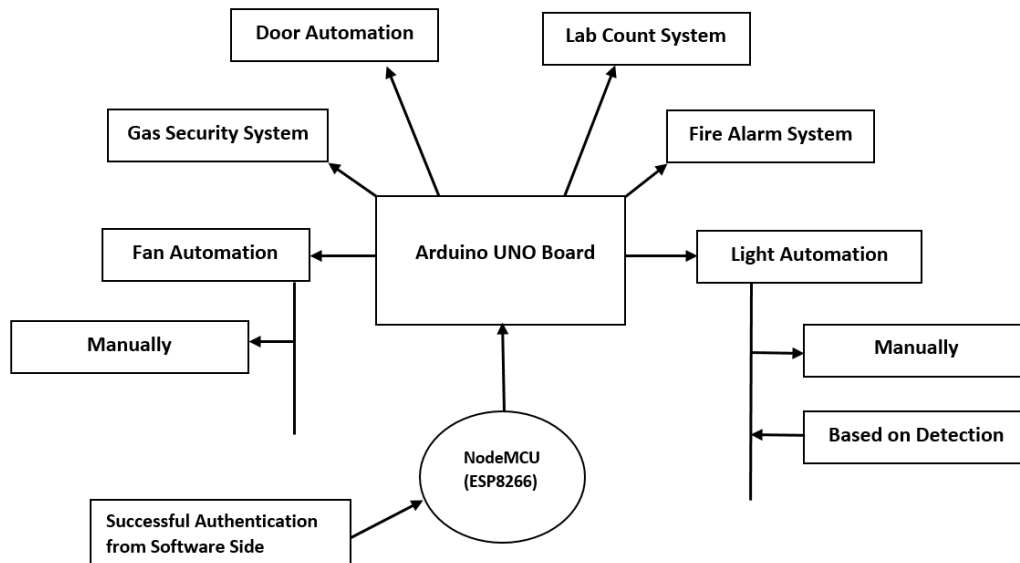 Door Automation
Lab Count System
Gas Security System
Fire Alarm System
Fan Automation
Arduino UNO Board
Light Automation
Manually
Manually
Based on Detection
NodeMCU
(ESP8266)
Successful Authentication
from Software Side